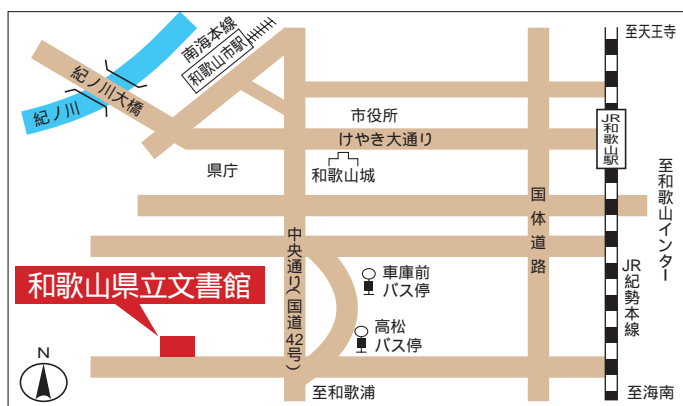 至天王寺
南海本線
和歌山市駅
紀ノ川大橋
紀ノ川
市役所
けやき大通り
JR和歌山駅
県庁
和歌山城
至和歌山インター
国体道路
中央通り(国道42号)
車庫前
バス停
JR紀勢本線
和歌山県立文書館
高松
バス停
N
至和歌浦
至海南